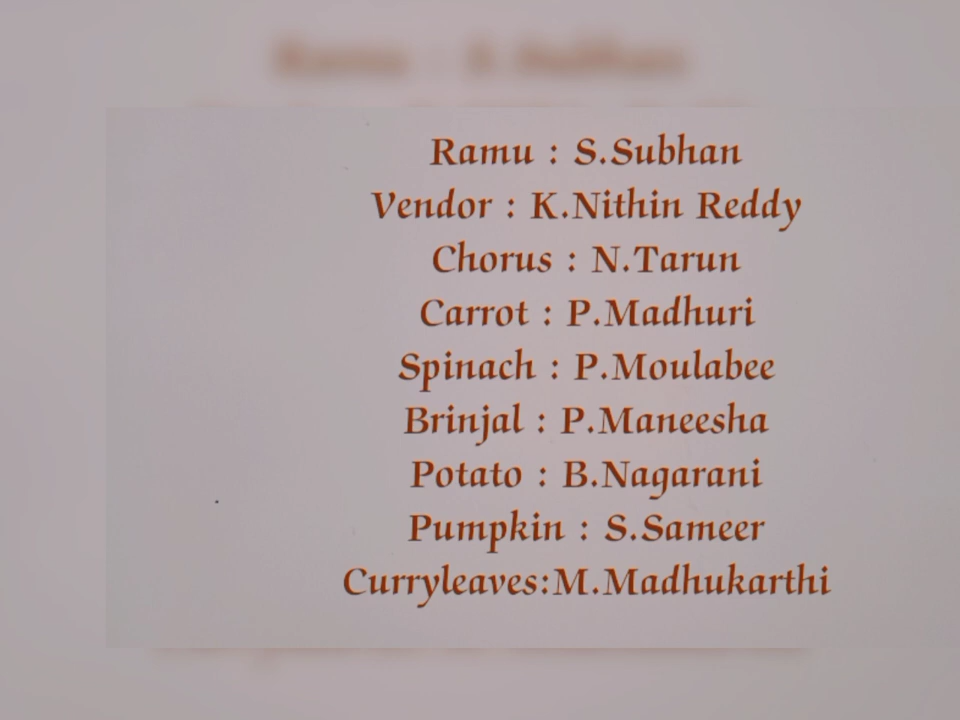 Ramu : S.Subhan
Vendor : K.Nithin Reddy
Chorus : N.Tarun
Carrot : P.Madhuri
Spinach : P.Moulabee
Brinjal : P.Maneesha
Potato : B.Nagarani
Pumpkin : S.Sameer
Curryleaves:M.Madhukarthi